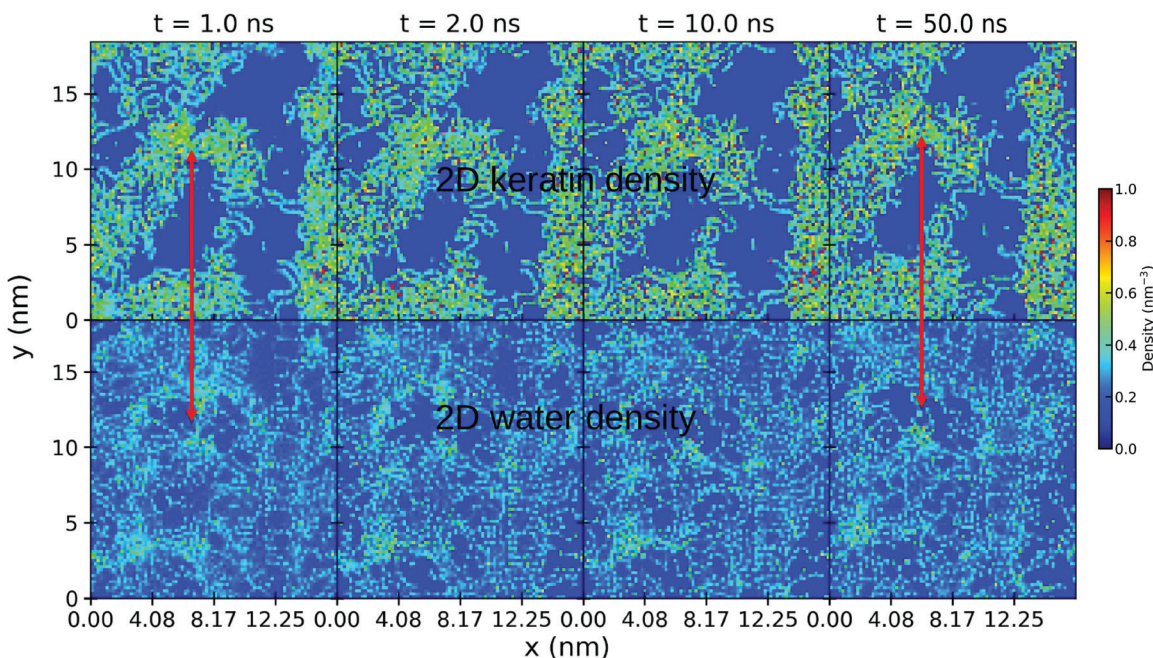 t = 1.0 ns t = 2.0 ns t = 10.0 ns t = 50.0 ns
15
10
5
0
2D keratin density
15
10
5
0
2D water density
y (nm)
0.00 4.08 8.17 12.25 0.00 4.08 8.17 12.25 0.00 4.08 8.17 12.25 0.00 4.08 8.17 12.25
x (nm)
1.0
0.8
0.6
0.4
0.2
0.0
Density (nm⁻³)